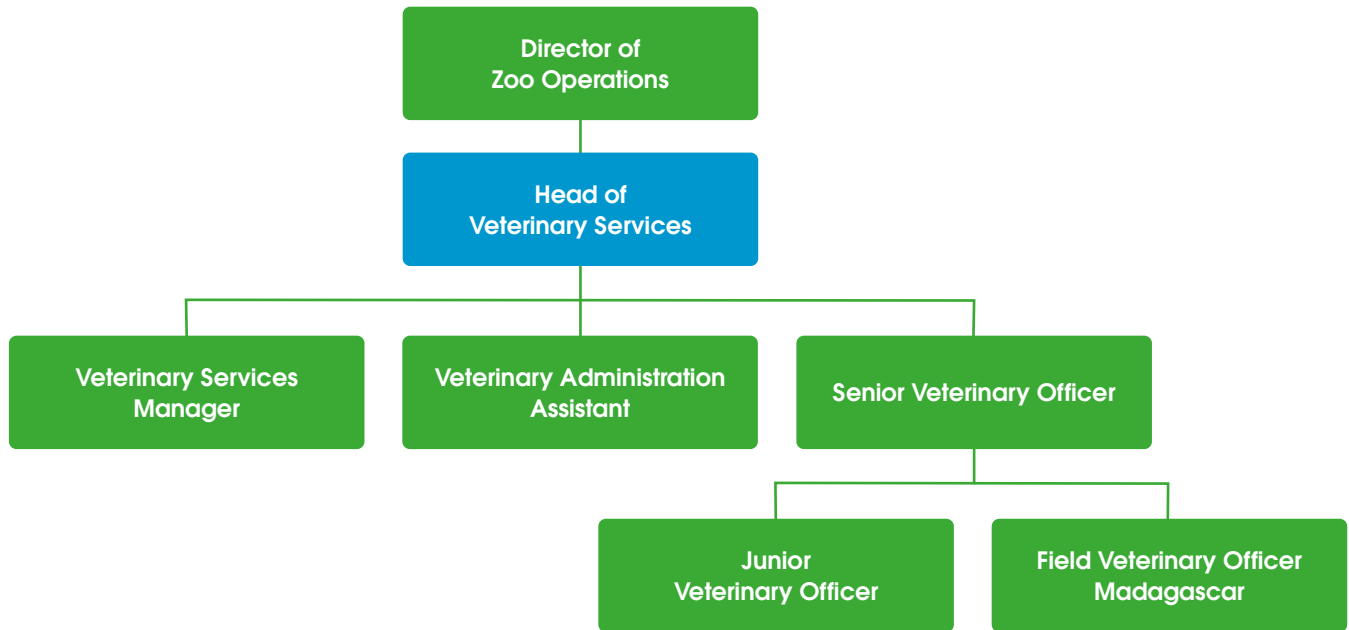 Director of
Zoo Operations
Head of
Veterinary Services
Veterinary Services
Manager
Veterinary Administration
Assistant
Senior Veterinary Officer
Junior
Veterinary Officer
Field Veterinary Officer
Madagascar